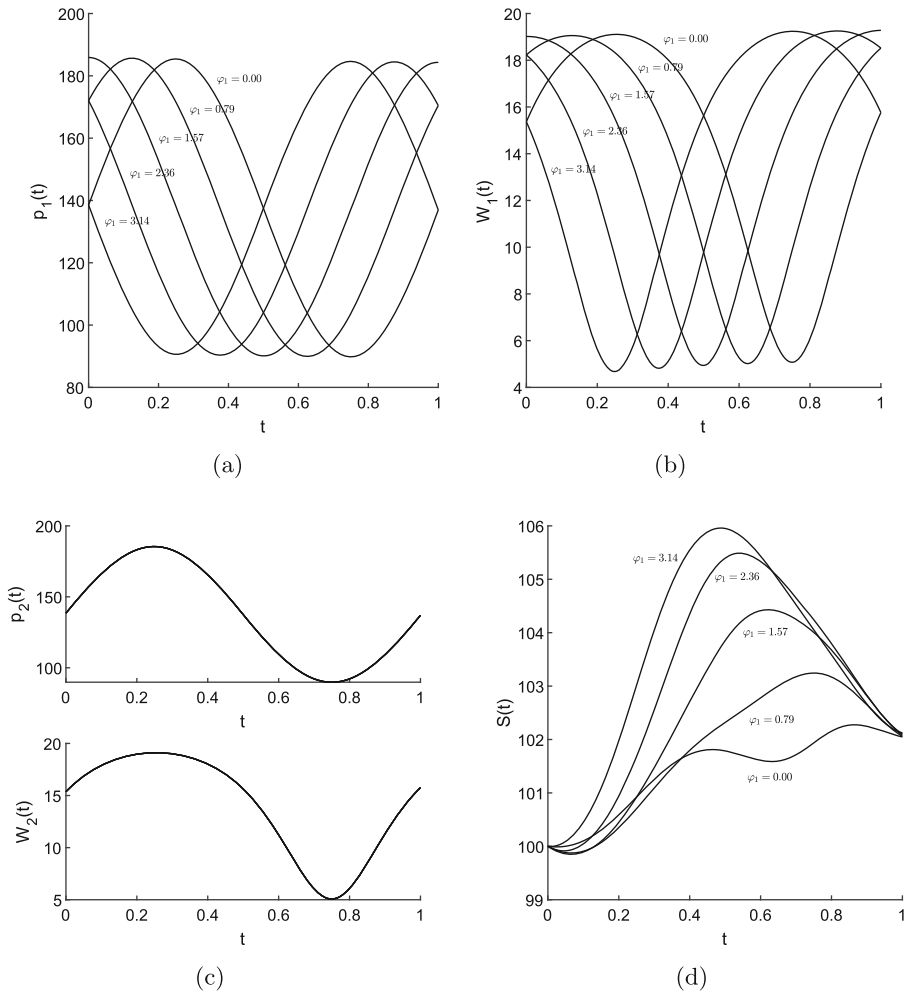 200
180
160
140
120
100
80
p₁(t)
φ₁ = 0.00
φ₁ = 0.79
φ₁ = 1.57
φ₁ = 2.36
φ₁ = 3.14
0 0.2 0.4 0.6 0.8 1
t
(a)
20
18
16
14
12
10
8
6
4
W₁(t)
φ₁ = 0.00
φ₁ = 0.79
φ₁ = 1.57
φ₁ = 2.36
φ₁ = 3.14
0 0.2 0.4 0.6 0.8 1
t
(b)
200
150
100
p₂(t)
0 0.2 0.4 0.6 0.8 1
t
20
15
10
5
W₂(t)
0 0.2 0.4 0.6 0.8 1
t
(c)
106
105
104
103
102
101
100
99
S(t)
φ₁ = 3.14
φ₁ = 2.36
φ₁ = 1.57
φ₁ = 0.79
φ₁ = 0.00
0 0.2 0.4 0.6 0.8 1
t
(d)